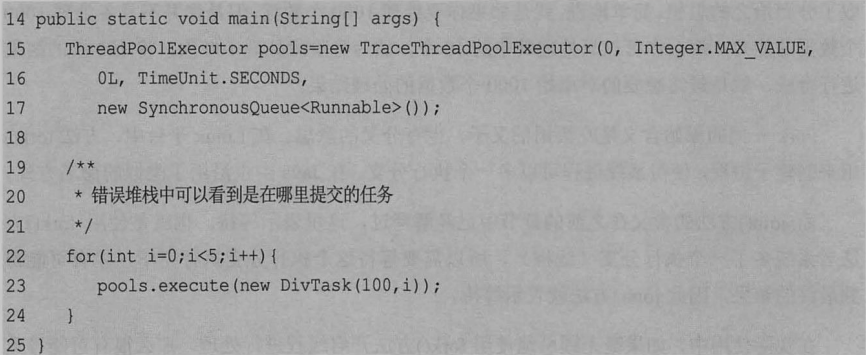 14 public static void main(String[] args) {
15 ThreadPoolExecutor pools=new TraceThreadPoolExecutor(0, Integer.MAX_VALUE,
16 0L, TimeUnit.SECONDS,
17 new SynchronousQueue<Runnable>());
18
19 /**
20 * 错误堆栈中可以看到是在哪里提交的任务
21 */
22 for(int i=0;i<5;i++){
23 pools.execute(new DivTask(100,i));
24 }
25 }